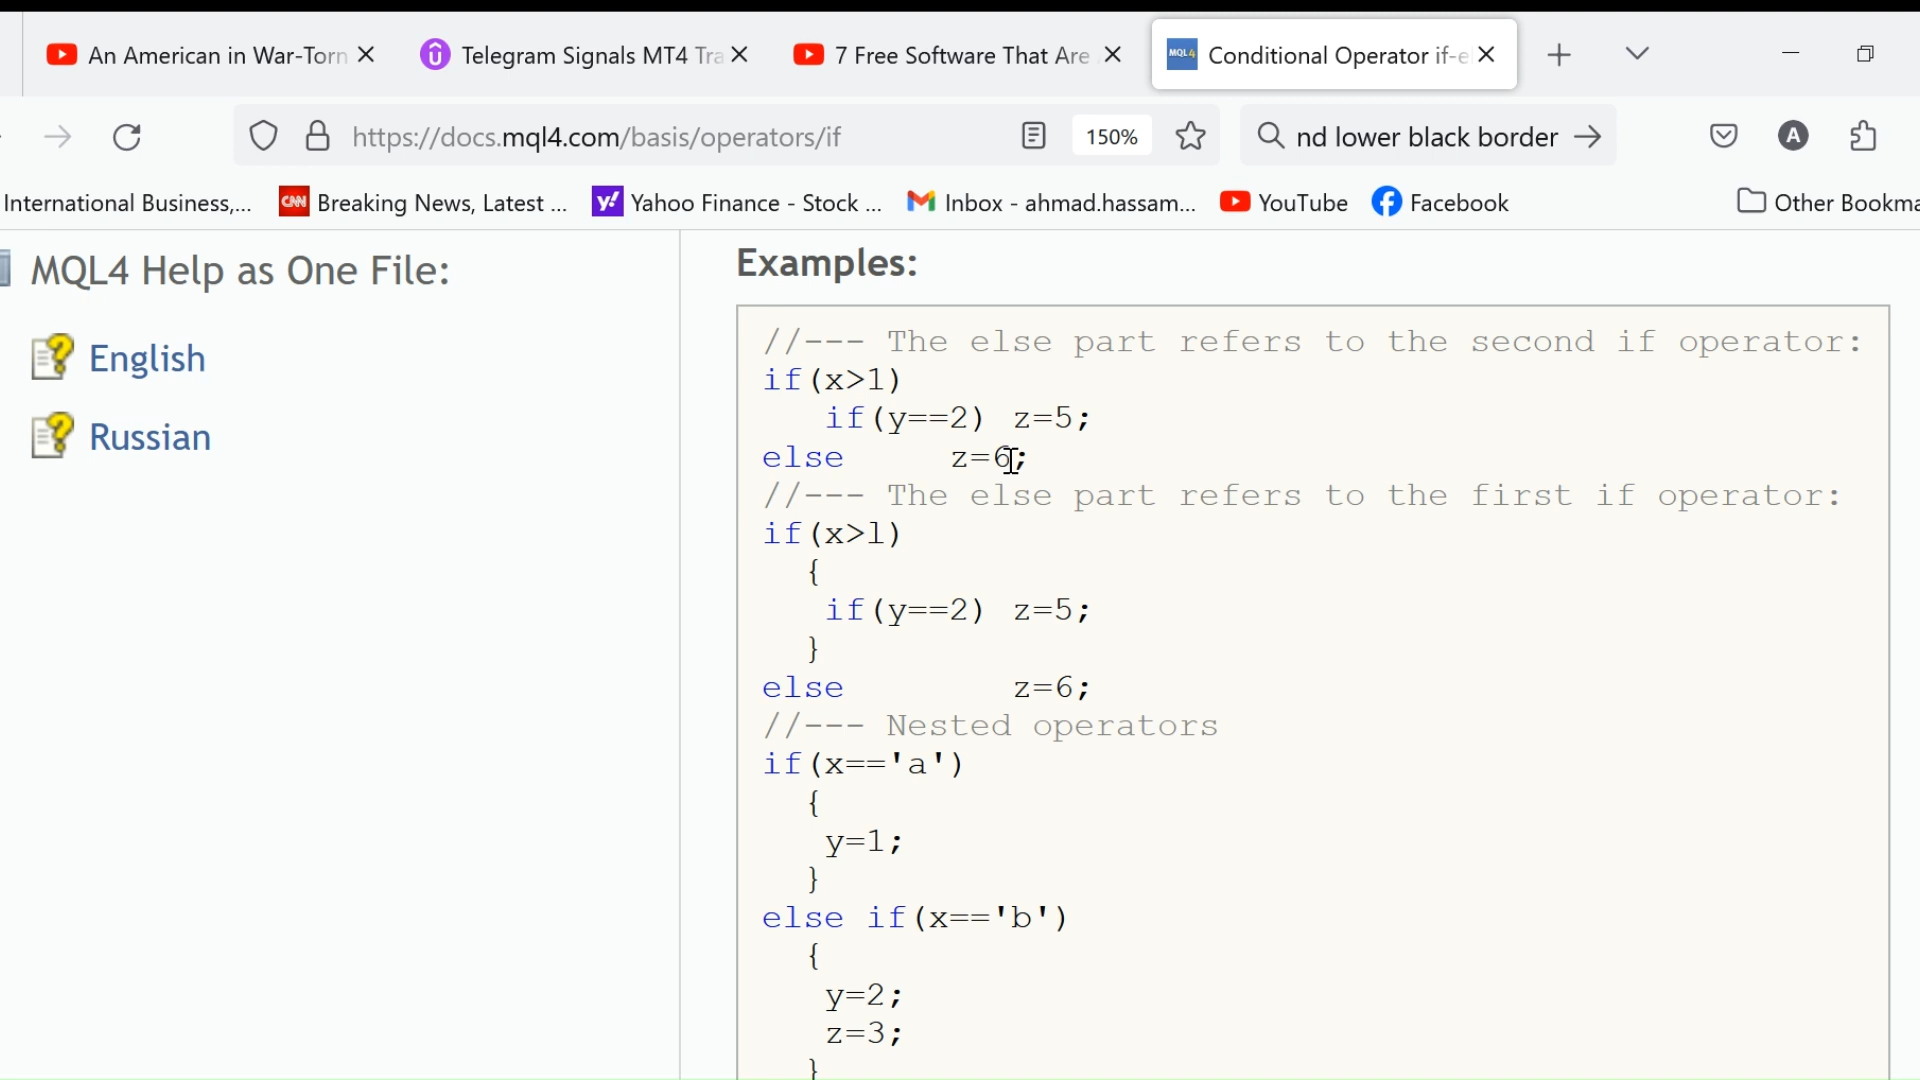 An American in War-Torn
Telegram Signals MT4 Tra
7 Free Software That Are
MQL4
Conditional Operator if-e
https://docs.mql4.com/basis/operators/if
150%
nd lower black border
A
International Business,...
CNN
Breaking News, Latest ...
y!
Yahoo Finance - Stock ...
Inbox - ahmad.hassam...
YouTube
Facebook
Other Bookma
MQL4 Help as One File:
English
Russian
Examples:
//--- The else part refers to the second if operator:
if(x>1)
if(y==2) z=5;
else z=6;
//--- The else part refers to the first if operator:
if(x>l)
{
if(y==2) z=5;
}
else z=6;
//--- Nested operators
if(x=='a')
{
y=1;
}
else if(x=='b')
{
y=2;
z=3;
}